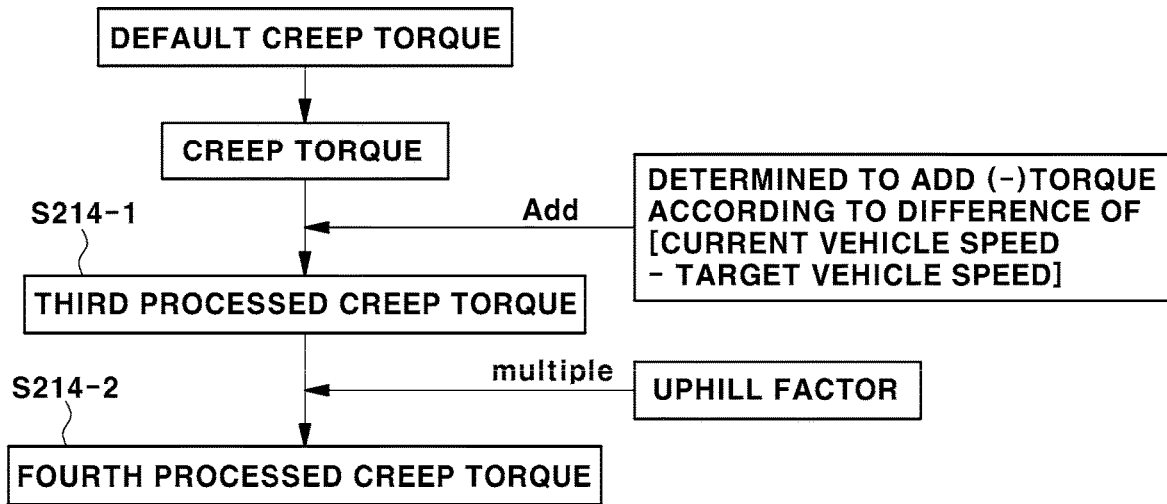 DEFAULT CREEP TORQUE
CREEP TORQUE
S214-1
Add
DETERMINED TO ADD (-)TORQUE
ACCORDING TO DIFFERENCE OF
[CURRENT VEHICLE SPEED
- TARGET VEHICLE SPEED]
THIRD PROCESSED CREEP TORQUE
S214-2
multiple
UPHILL FACTOR
FOURTH PROCESSED CREEP TORQUE